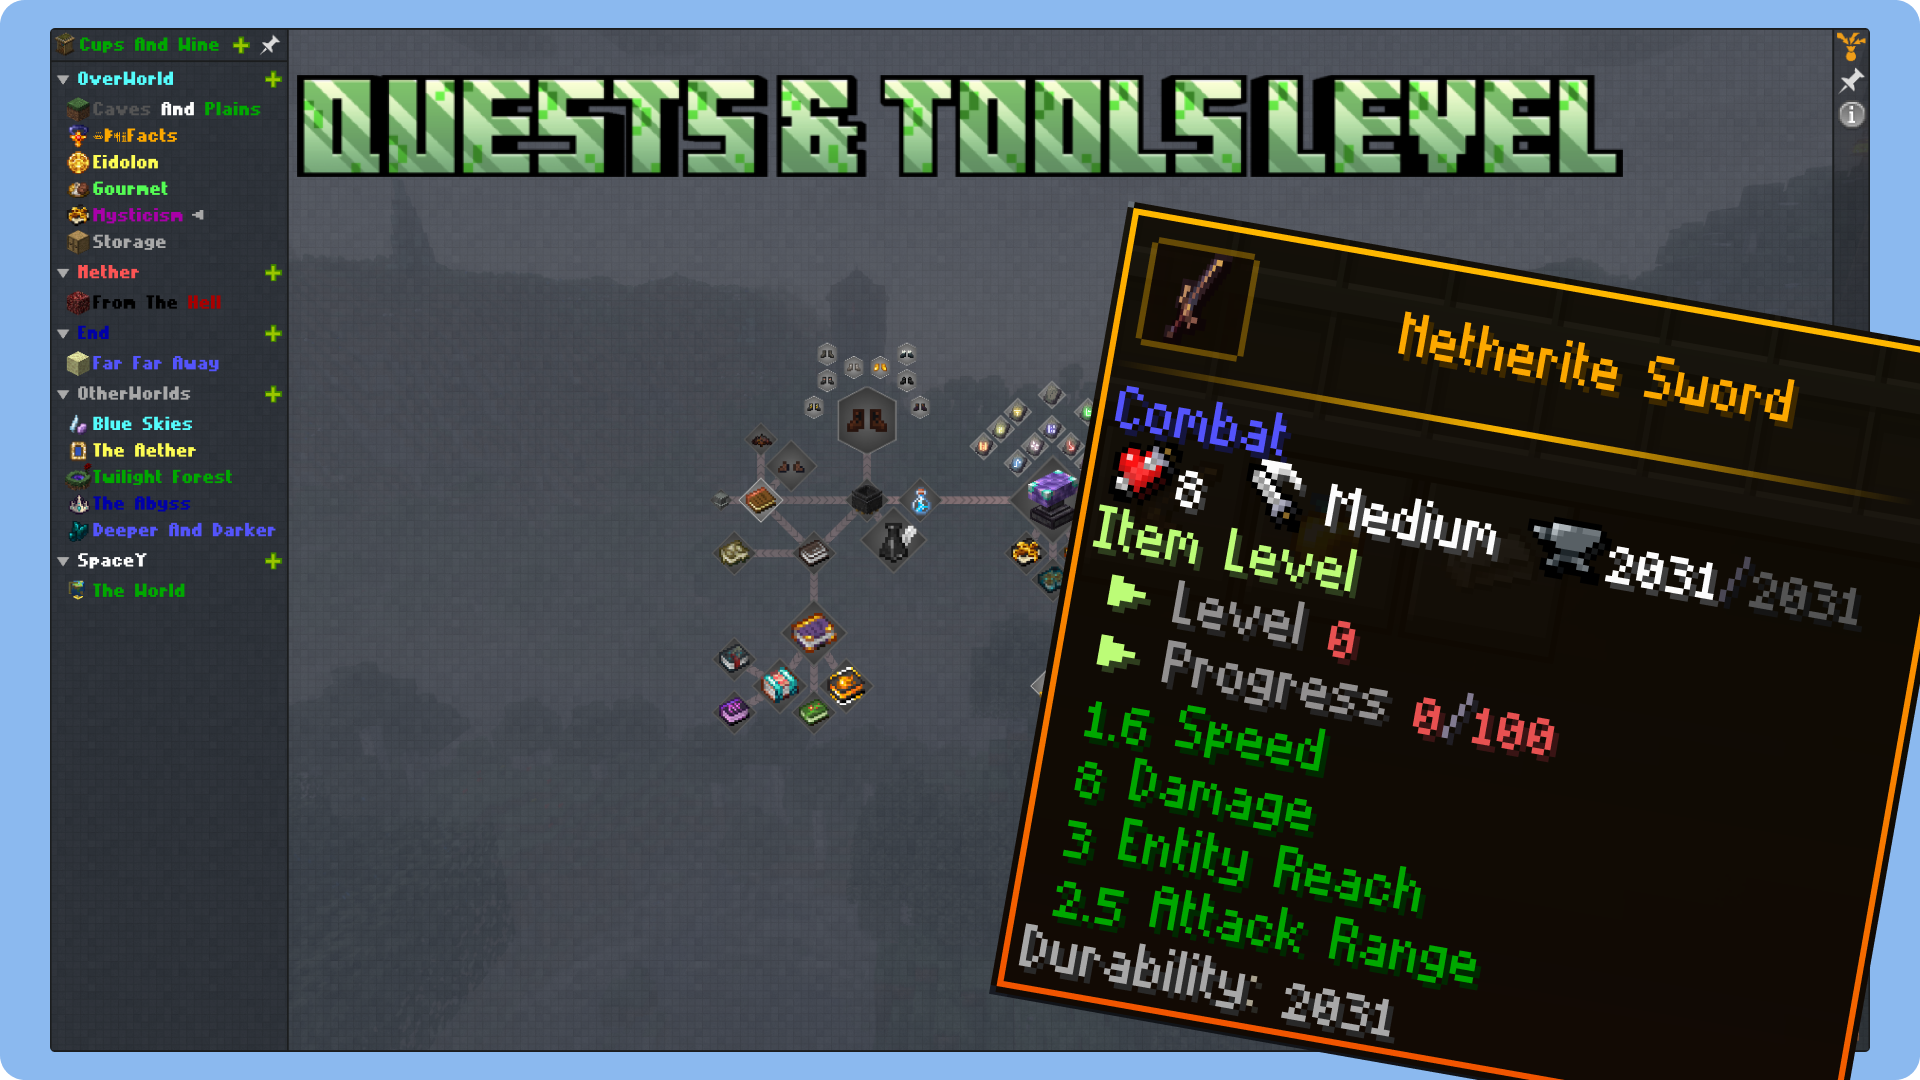 Cups And Wine
QUESTS & TOOLS LEVEL
OverWorld
Caves And Plains
Facts
Eidolon
Gourmet
Mysticism
Storage
Nether
From The Hell
End
Far Far Away
OtherWorlds
Blue Skies
The Aether
Twilight Forest
The Abyss
Deeper And Darker
SpaceY
The World
Netherite Sword
Combat
8 Medium 2031/2031
Item Level
Level 0
Progress 0/100
1.6 Speed
8 Damage
3 Entity Reach
2.5 Attack Range
Durability: 2031